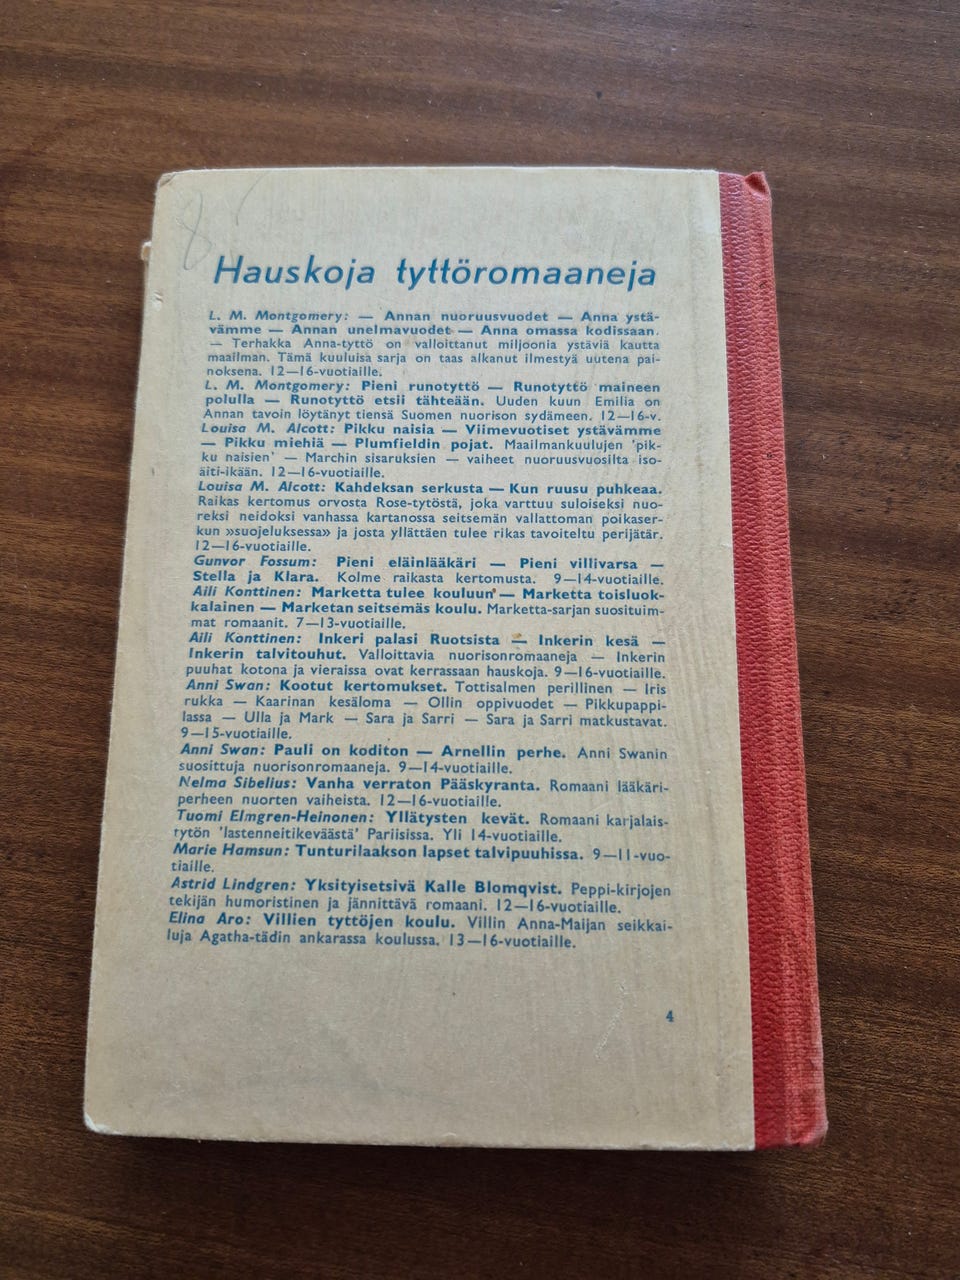 8
Hauskoja tyttöromaaneja
L. M. Montgomery: — Annan nuoruusvuodet — Anna ystä-
vämme — Annan unelmavuodet — Anna omassa kodissaan.
— Terhakka Anna-tyttö on valloittanut miljoonia ystäviä kautta
maailman. Tämä kuuluisa sarja on taas alkanut ilmestyä uutena pai-
noksena. 12—16-vuotiaille.
L. M. Montgomery: Pieni runotyttö — Runotyttö maineen
polulla — Runotyttö etsii tähteään. Uuden kuun Emilia on
Annan tavoin löytänyt tiensä Suomen nuorison sydämeen. 12—16-v.
Louisa M. Alcott: Pikku naisia — Viimevuotiset ystävämme
— Pikku miehiä — Plumfieldin pojat. Maailmankuulujen 'pik-
ku naisien' — Marchin sisaruksien — vaiheet nuoruusvuosilta iso-
äiti-ikään. 12—16-vuotiaille.
Louisa M. Alcott: Kahdeksan serkusta — Kun ruusu puhkeaa.
Raikas kertomus orvosta Rose-tytöstä, joka varttuu suloiseksi nuo-
reksi neidoksi vanhassa kartanossa seitsemän vallattoman poikaser-
kun »suojeluksessa» ja josta yllättäen tulee rikas tavoiteltu perijätär.
12—16-vuotiaille.
Gunvor Fossum: Pieni eläinlääkäri — Pieni villivarsa —
Stella ja Klara. Kolme raikasta kertomusta. 9—14-vuotiaille.
Aili Konttinen: Marketta tulee kouluun — Marketta toisluok-
kalainen — Marketan seitsemäs koulu. Marketta-sarjan suosituim-
mat romaanit. 7—13-vuotiaille.
Aili Konttinen: Inkeri palasi Ruotsista — Inkerin kesä —
Inkerin talvitouhut. Valloittavia nuorisonromaaneja — Inkerin
puuhat kotona ja vieraissa ovat kerrassaan hauskoja. 9—16-vuotiaille.
Anni Swan: Kootut kertomukset. Tottisalmen perillinen — Iris
rukka — Kaarinan kesäloma — Ollin oppivuodet — Pikkupappi-
lassa — Ulla ja Mark — Sara ja Sarri — Sara ja Sarri matkustavat.
9—15-vuotiaille.
Anni Swan: Pauli on koditon — Arnellin perhe. Anni Swanin
suosittuja nuorisonromaaneja. 9—14-vuotiaille.
Nelma Sibelius: Vanha verraton Pääskyranta. Romaani lääkäri-
perheen nuorten vaiheista. 12—16-vuotiaille.
Tuomi Elmgren-Heinonen: Yllätysten kevät. Romaani karjalais-
tytön 'lastenneitikeväästä' Pariisissa. Yli 14-vuotiaille.
Marie Hamsun: Tunturilaakson lapset talvipuuhissa. 9—11-vuo-
tiaille.
Astrid Lindgren: Yksityisetsivä Kalle Blomqvist. Peppi-kirjojen
tekijän humoristinen ja jännittävä romaani. 12—16-vuotiaille.
Elina Aro: Villien tyttöjen koulu. Villin Anna-Maijan seikkai-
luja Agatha-tädin ankarassa koulussa. 13—16-vuotiaille.
4